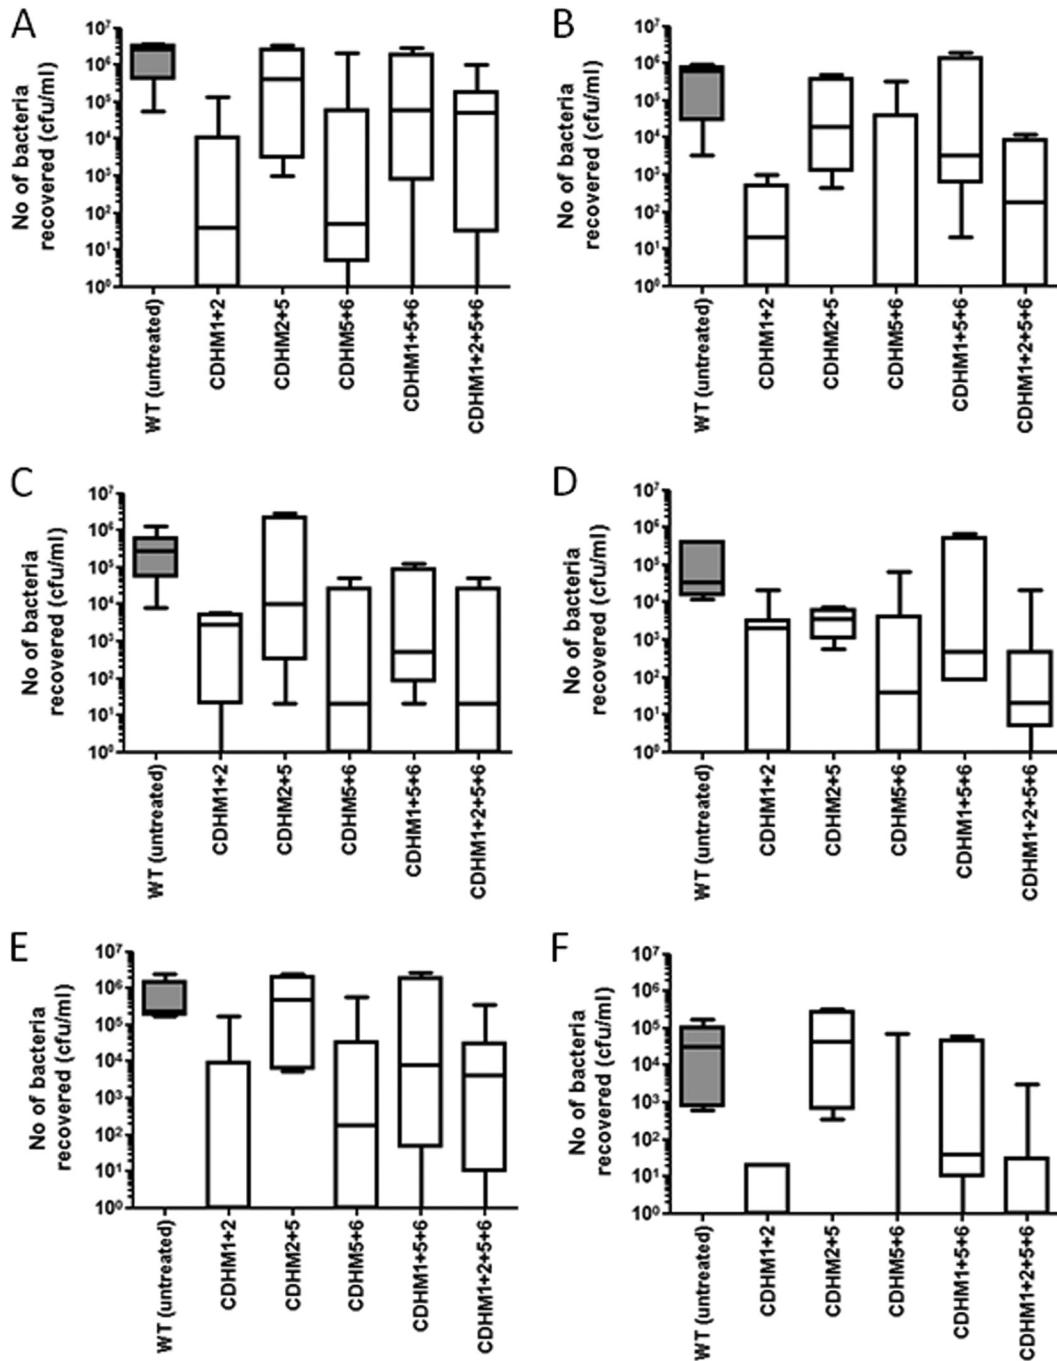 A
No of bacteria
recovered (cfu/ml)
10⁷
10⁶
10⁵
10⁴
10³
10²
10¹
10⁰
WT (untreated)
CDHM1+2
CDHM2+5
CDHM5+6
CDHM1+5+6
CDHM1+2+5+6
B
No of bacteria
recovered (cfu/ml)
10⁷
10⁶
10⁵
10⁴
10³
10²
10¹
10⁰
WT (untreated)
CDHM1+2
CDHM2+5
CDHM5+6
CDHM1+5+6
CDHM1+2+5+6
C
No of bacteria
recovered (cfu/ml)
10⁷
10⁶
10⁵
10⁴
10³
10²
10¹
10⁰
WT (untreated)
CDHM1+2
CDHM2+5
CDHM5+6
CDHM1+5+6
CDHM1+2+5+6
D
No of bacteria
recovered (cfu/ml)
10⁷
10⁶
10⁵
10⁴
10³
10²
10¹
10⁰
WT (untreated)
CDHM1+2
CDHM2+5
CDHM5+6
CDHM1+5+6
CDHM1+2+5+6
E
No of bacteria
recovered (cfu/ml)
10⁷
10⁶
10⁵
10⁴
10³
10²
10¹
10⁰
WT (untreated)
CDHM1+2
CDHM2+5
CDHM5+6
CDHM1+5+6
CDHM1+2+5+6
F
No of bacteria
recovered (cfu/ml)
10⁷
10⁶
10⁵
10⁴
10³
10²
10¹
10⁰
WT (untreated)
CDHM1+2
CDHM2+5
CDHM5+6
CDHM1+5+6
CDHM1+2+5+6